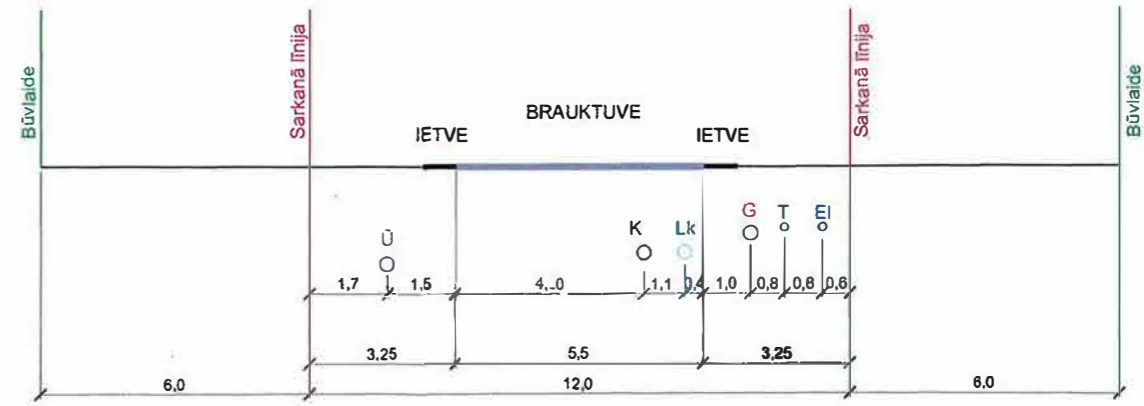 Būvlaide
Sarkanā līnija
IETVE
BRAUKTUVE
IETVE
Sarkanā līnija
Būvlaide
Ū
K
Lk
G
T
El
1,7
1,5
4,0
1,1
0,4
1,0
0,8
0,8
0,6
3,25
5,5
3,25
6,0
12,0
6,0